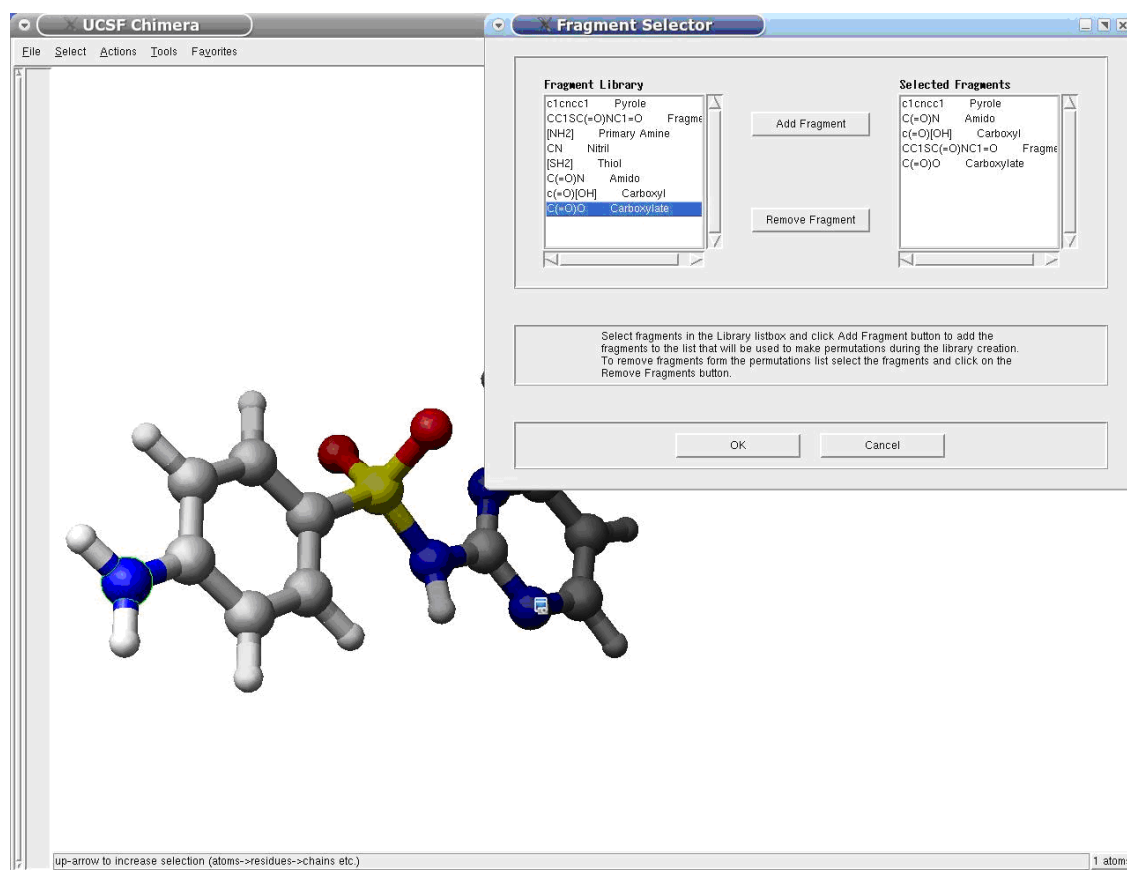 UCSF Chimera
File Select Actions Tools Favorites
Fragment Selector
Fragment Library
c1cncc1 Pyrole
CC1SC(=O)NC1=O Fragme
[NH2] Primary Amine
CN Nitril
[SH2] Thiol
C(=O)N Amido
c(=O)[OH] Carboxyl
C(=O)O Carboxylate
Add Fragment
Remove Fragment
Selected Fragments
c1cncc1 Pyrole
C(=O)N Amido
c(=O)[OH] Carboxyl
CC1SC(=O)NC1=O Fragme
C(=O)O Carboxylate
Select fragments in the Library listbox and click Add Fragment button to add the
fragments to the list that will be used to make permutations during the library creation.
To remove fragments form the permutations list select the fragments and click on the
Remove Fragments button.
OK Cancel
up-arrow to increase selection (atoms->residues->chains etc.)
1 atom